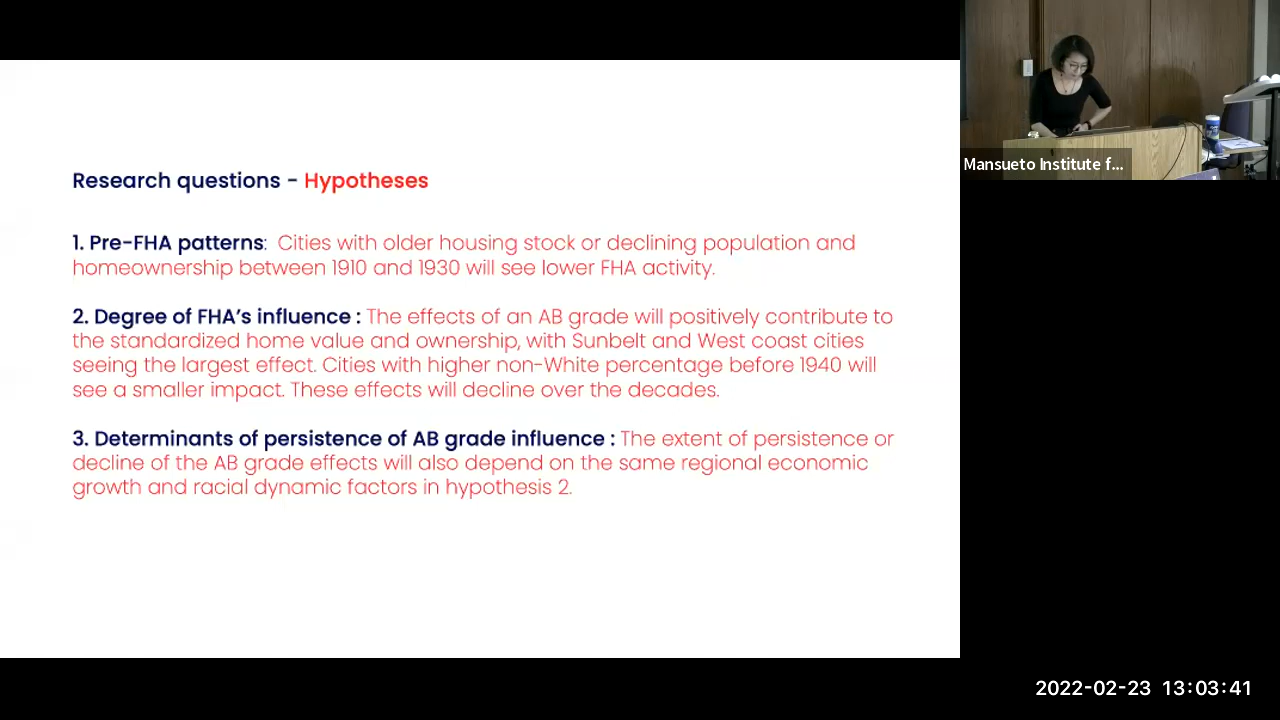 Research questions - Hypotheses
1. Pre-FHA patterns: Cities with older housing stock or declining population and
homeownership between 1910 and 1930 will see lower FHA activity.
2. Degree of FHA's influence : The effects of an AB grade will positively contribute to
the standardized home value and ownership, with Sunbelt and West coast cities
seeing the largest effect. Cities with higher non-White percentage before 1940 will
see a smaller impact. These effects will decline over the decades.
3. Determinants of persistence of AB grade influence : The extent of persistence or
decline of the AB grade effects will also depend on the same regional economic
growth and racial dynamic factors in hypothesis 2.
Mansueto Institute f...
2022-02-23 13:03:41